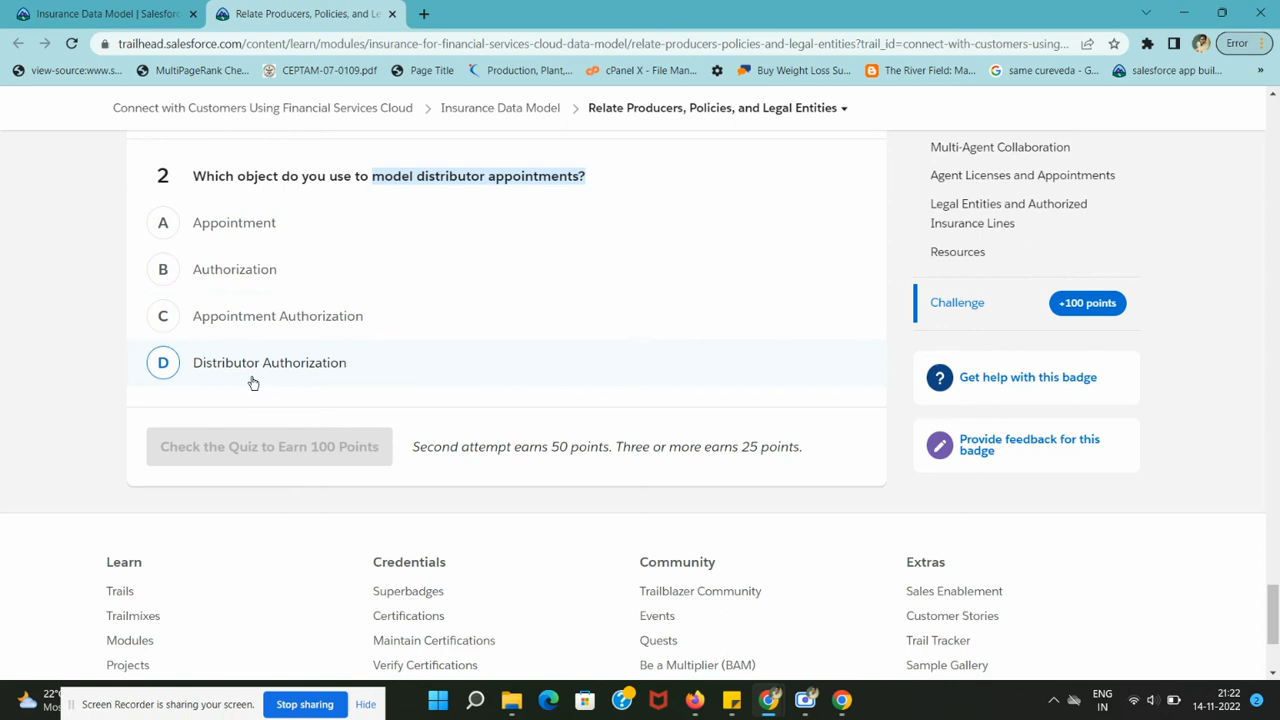 Insurance Data Model | Salesforc
Relate Producers, Policies, and Le
trailhead.salesforce.com/content/learn/modules/insurance-for-financial-services-cloud-data-model/relate-producers-policies-and-legal-entities?trail_id=connect-with-customers-using...
Error
view-source:www.s...
MultiPageRank Che...
CEPTAM-07-0109.pdf
Page Title
Production, Plant,...
cPanel X - File Man...
Buy Weight Loss Su...
The River Field: Ma...
same cureveda - G...
salesforce app buil...
Connect with Customers Using Financial Services Cloud
Insurance Data Model
Relate Producers, Policies, and Legal Entities
2 Which object do you use to model distributor appointments?
A Appointment
B Authorization
C Appointment Authorization
D Distributor Authorization
Check the Quiz to Earn 100 Points
Second attempt earns 50 points. Three or more earns 25 points.
Multi-Agent Collaboration
Agent Licenses and Appointments
Legal Entities and Authorized
Insurance Lines
Resources
Challenge
+100 points
Get help with this badge
Provide feedback for this
badge
Learn
Trails
Trailmixes
Modules
Projects
Credentials
Superbadges
Certifications
Maintain Certifications
Verify Certifications
Community
Trailblazer Community
Events
Quests
Be a Multiplier (BAM)
Extras
Sales Enablement
Customer Stories
Trail Tracker
Sample Gallery
22°
Mos
Screen Recorder is sharing your screen.
Stop sharing
Hide
ENG
IN
21:22
14-11-2022
2